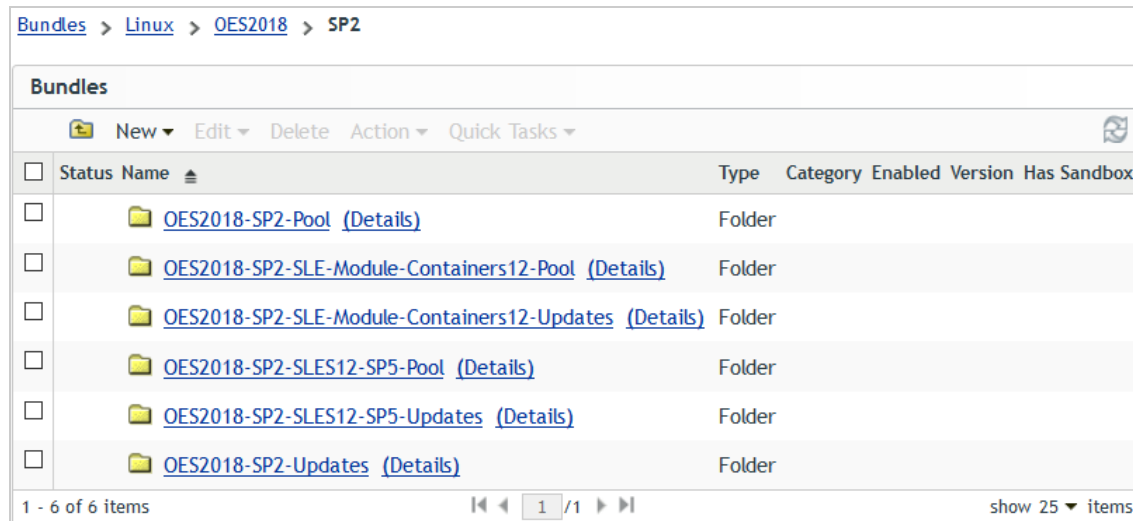 Bundles > Linux > OES2018 > SP2
Bundles
New Edit Delete Action Quick Tasks
Status Name Type Category Enabled Version Has Sandbox
OES2018-SP2-Pool (Details) Folder
OES2018-SP2-SLE-Module-Containers12-Pool (Details) Folder
OES2018-SP2-SLE-Module-Containers12-Updates (Details) Folder
OES2018-SP2-SLES12-SP5-Pool (Details) Folder
OES2018-SP2-SLES12-SP5-Updates (Details) Folder
OES2018-SP2-Updates (Details) Folder
1 - 6 of 6 items 1 /1 show 25 items